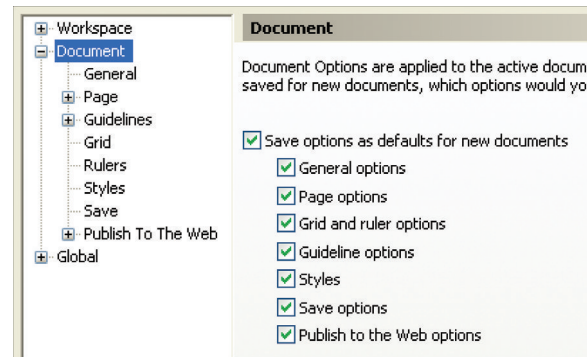 Workspace
Document
General
Page
Guidelines
Grid
Rulers
Styles
Save
Publish To The Web
Global
Document
Document Options are applied to the active docum
saved for new documents, which options would yo
Save options as defaults for new documents
General options
Page options
Grid and ruler options
Guideline options
Styles
Save options
Publish to the Web options